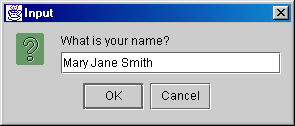 Input
What is your name?
Mary Jane Smith
OK
Cancel